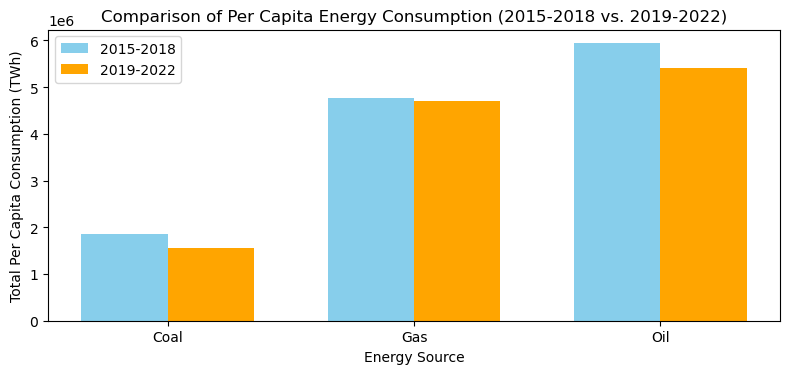 Comparison of Per Capita Energy Consumption (2015-2018 vs. 2019-2022)
1e6
Total Per Capita Consumption (TWh)
6
5
4
3
2
1
0
2015-2018
2019-2022
Coal
Gas
Oil
Energy Source